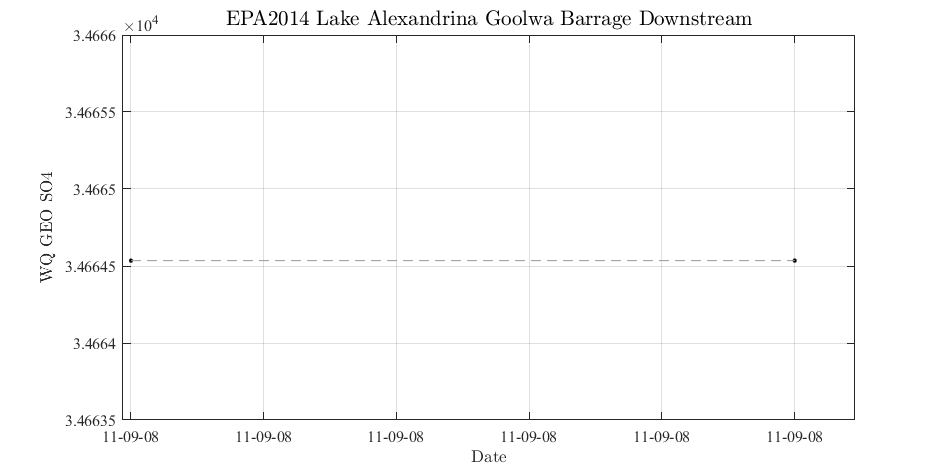 EPA2014 Lake Alexandrina Goolwa Barrage Downstream
×10⁴
3.4666
3.46655
3.4665
3.46645
3.4664
3.46635
WQ GEO SO4
11-09-08 11-09-08 11-09-08 11-09-08 11-09-08 11-09-08
Date